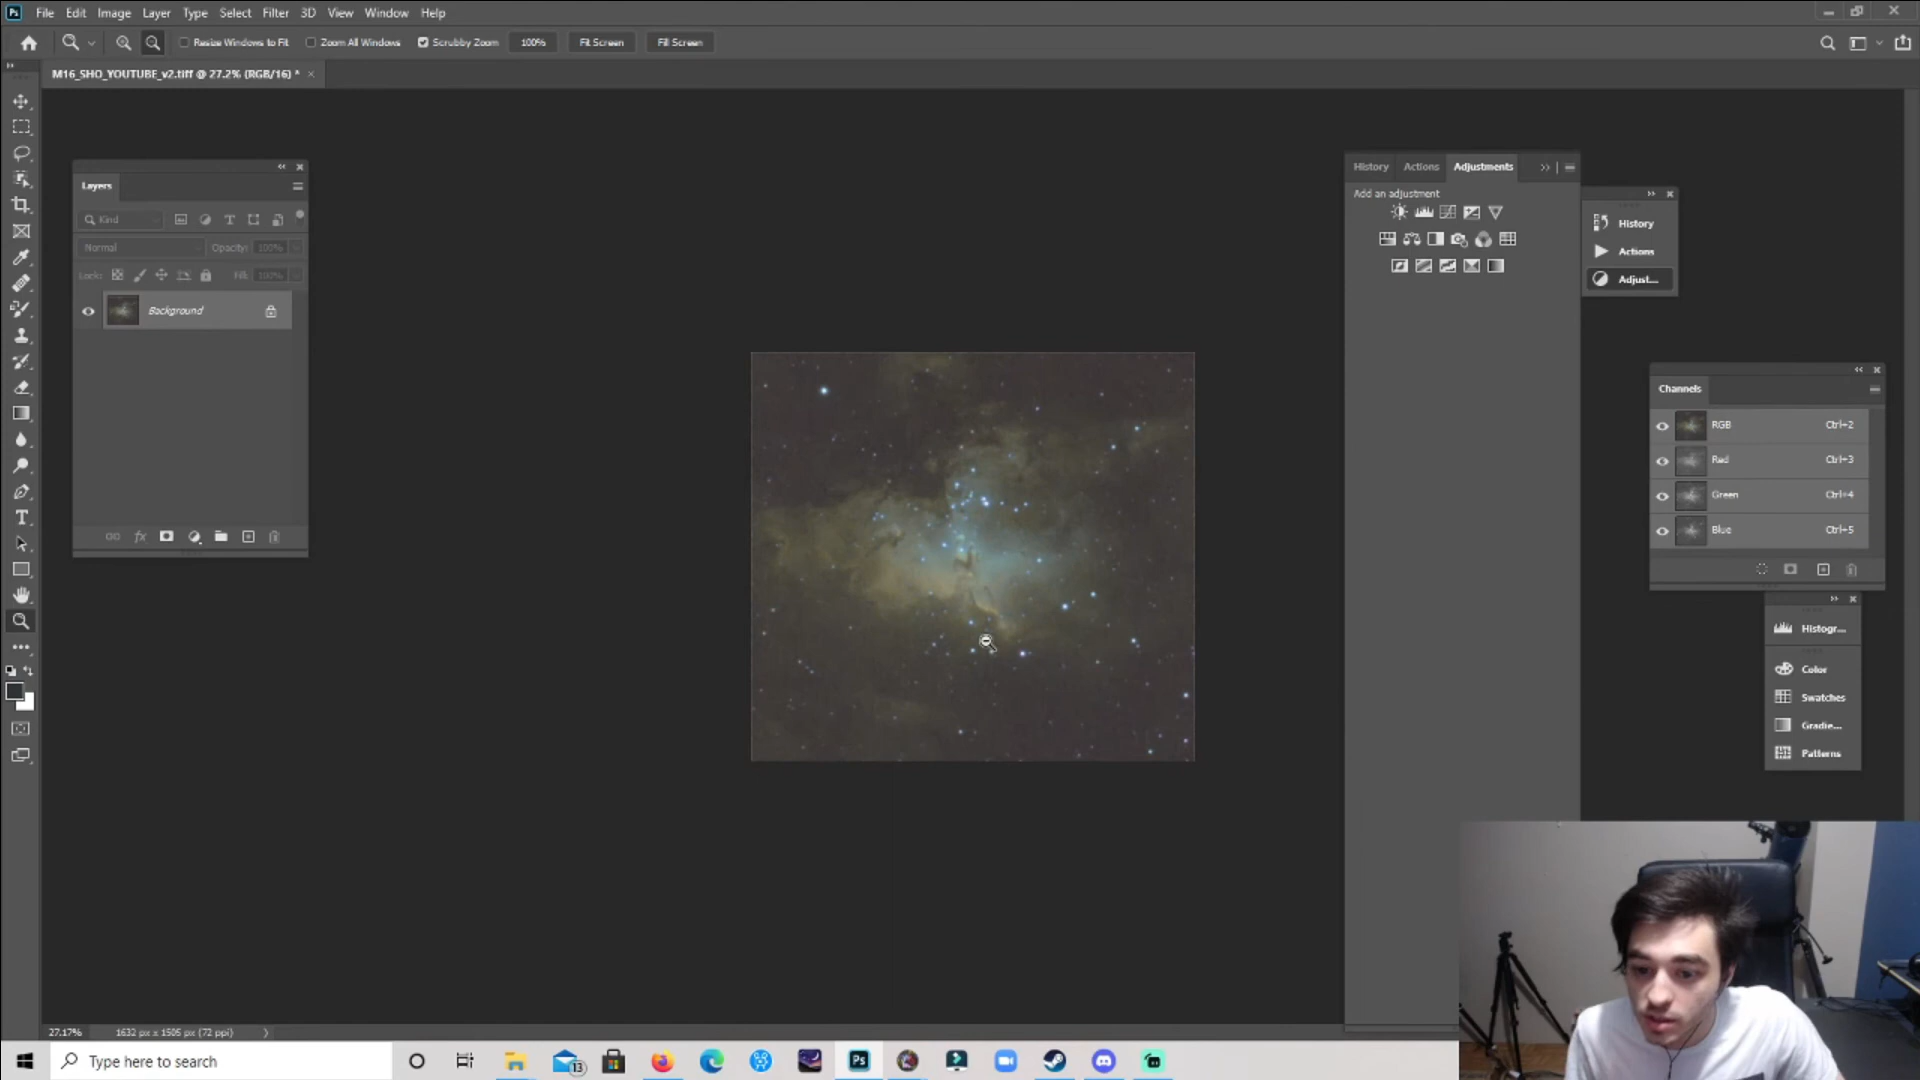 Ps File Edit Image Layer Type Select Filter 3D View Window Help
Resize Windows to Fit Zoom All Windows Scrubby Zoom 100% Fit Screen Fill Screen
M16_SHO_YOUTUBE_v2.tiff @ 27.2% (RGB/16) * ×
Layers
Kind
Normal Opacity: 100%
Lock: Fill: 100%
Background
History Actions Adjustments
Add an adjustment
History
Actions
Adjust...
Channels
RGB Ctrl+2
Red Ctrl+3
Green Ctrl+4
Blue Ctrl+5
Histogr...
Color
Swatches
Gradie...
Patterns
27.17% 1632 px x 1505 px (72 ppi)
Type here to search
13
Ps